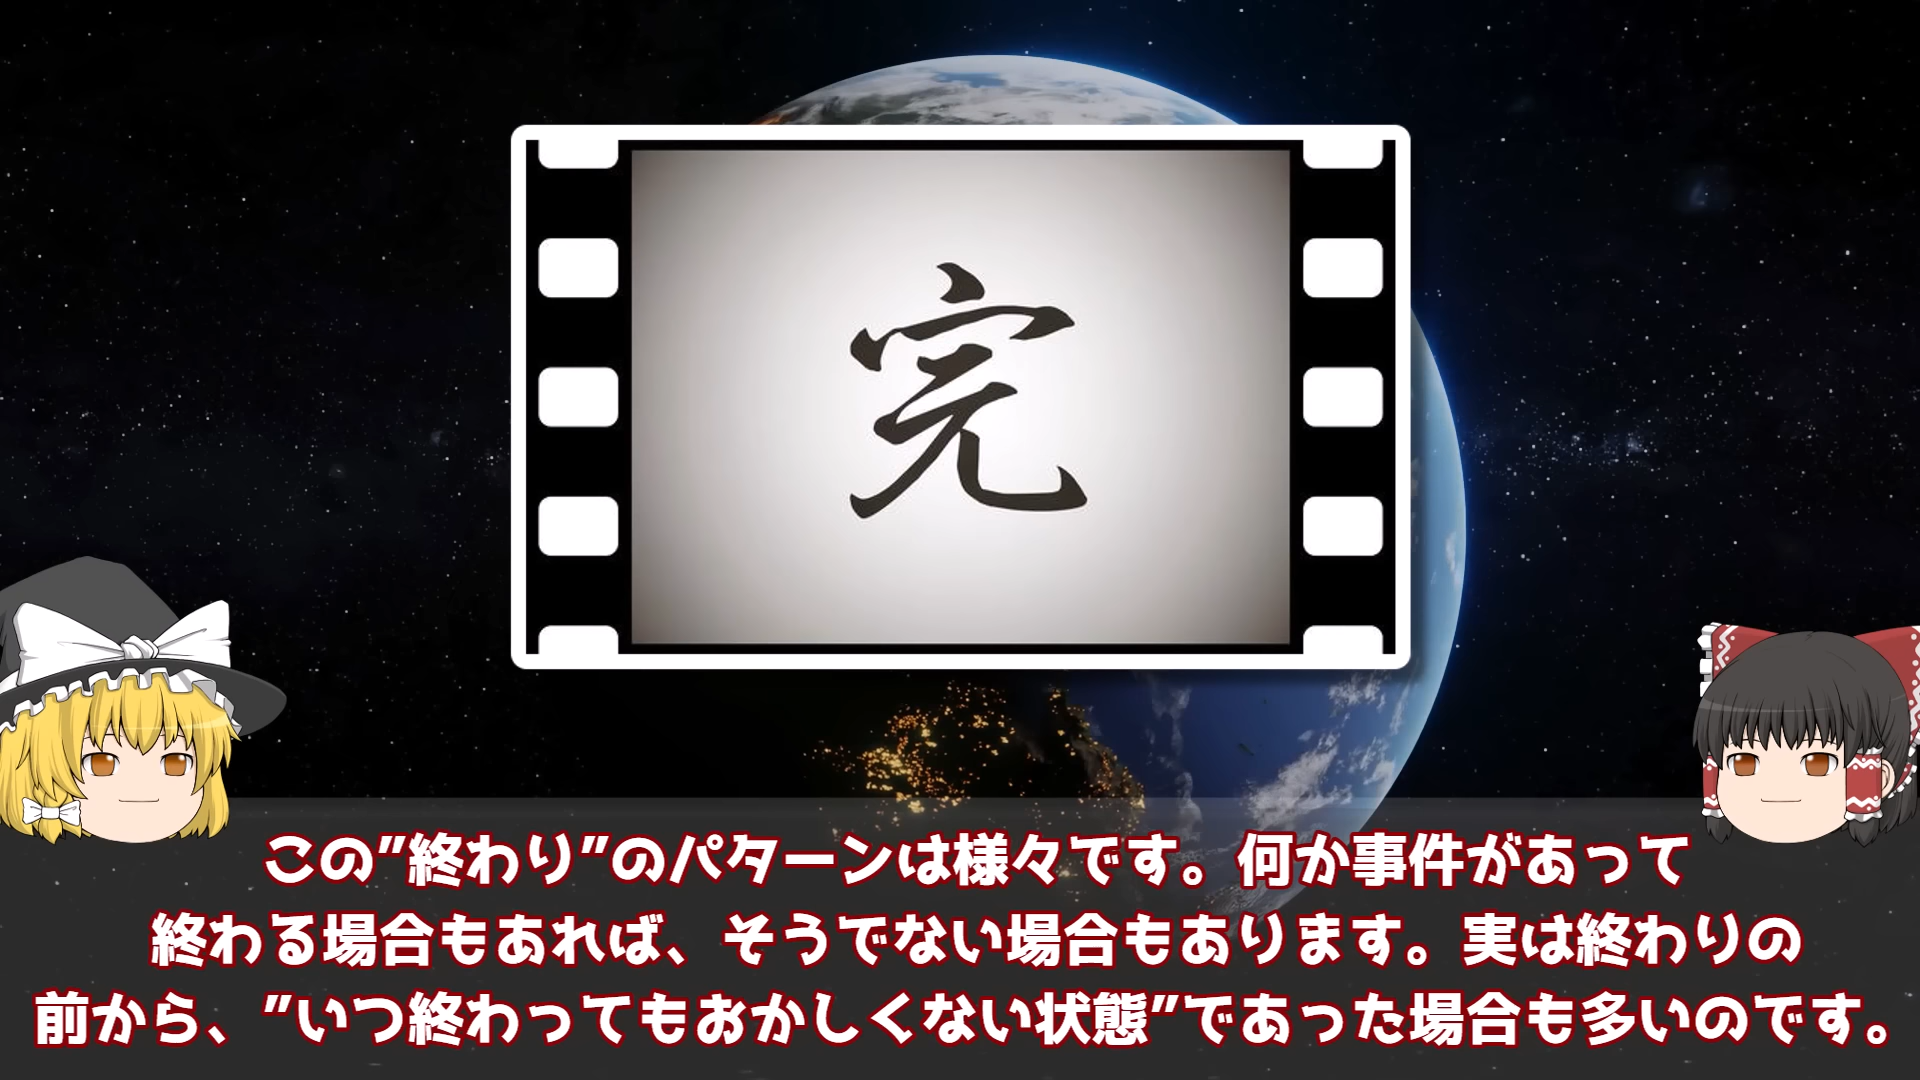 完
この”終わり”のパターンは様々です。何か事件があって
終わる場合もあれば、そうでない場合もあります。実は終わりの
前から、”いつ終わってもおかしくない状態”であった場合も多いのです。